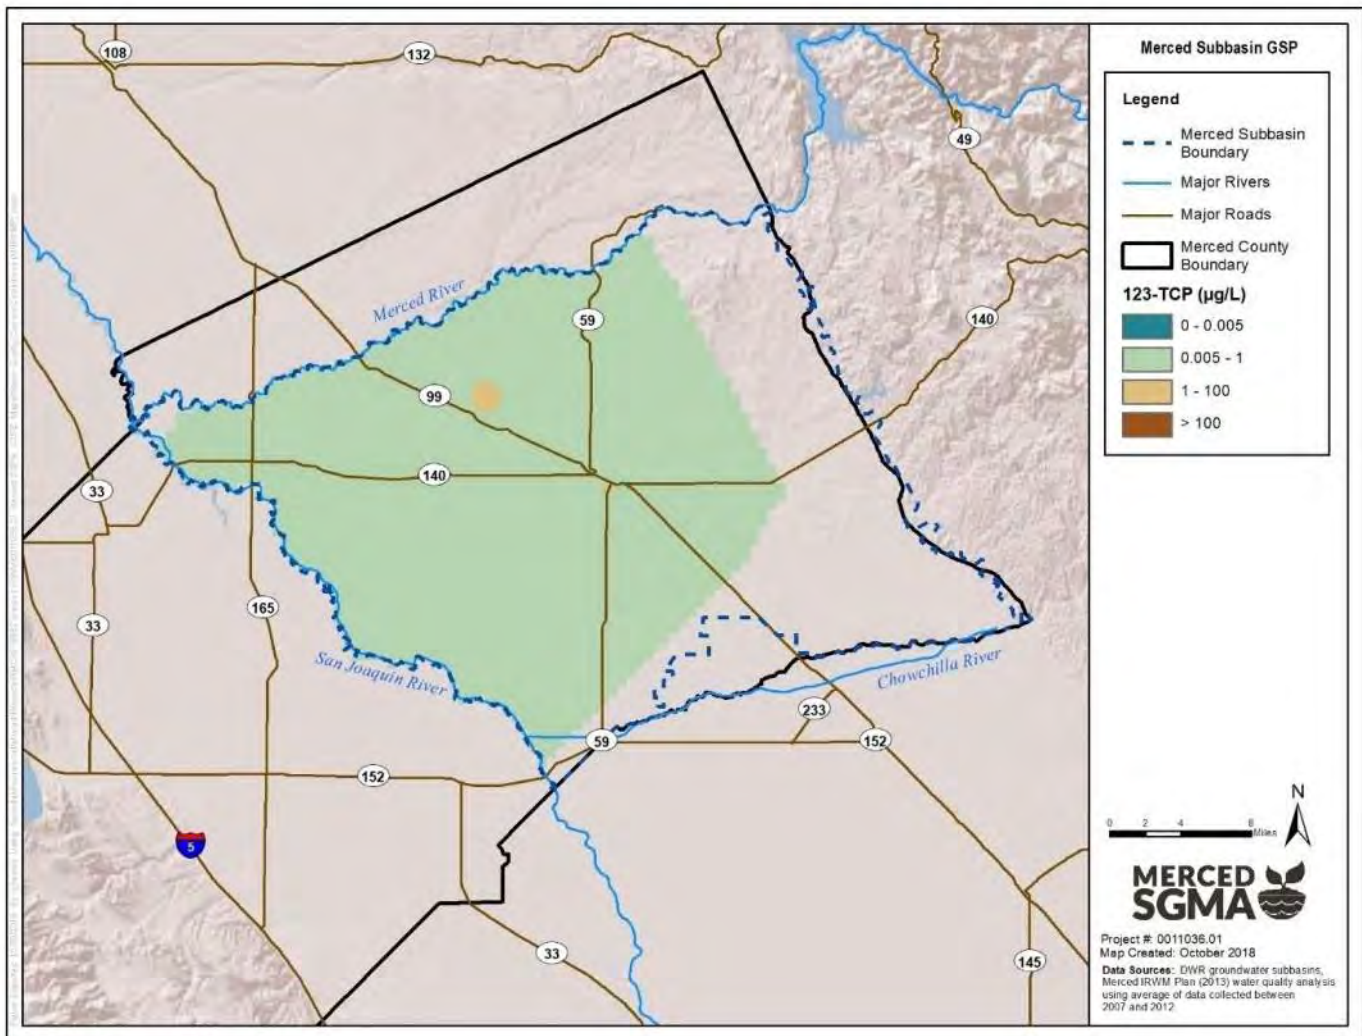 Merced Subbasin GSP
Legend
Merced Subbasin
Boundary
Major Rivers
Major Roads
Merced County
Boundary
123-TCP (µg/L)
0 - 0.005
0.005 - 1
1 - 100
> 100
108
132
49
Merced River
59
140
99
140
33
33
165
San Joaquin River
Chowchilla River
233
59
152
152
5
33
145
N
0 2 4 8
Miles
MERCED
SGMA
Project #: 0011036.01
Map Created: October 2018
Data Sources: DWR groundwater subbasins,
Merced IRWM Plan (2013) water quality analysis
using average of data collected between
2007 and 2012